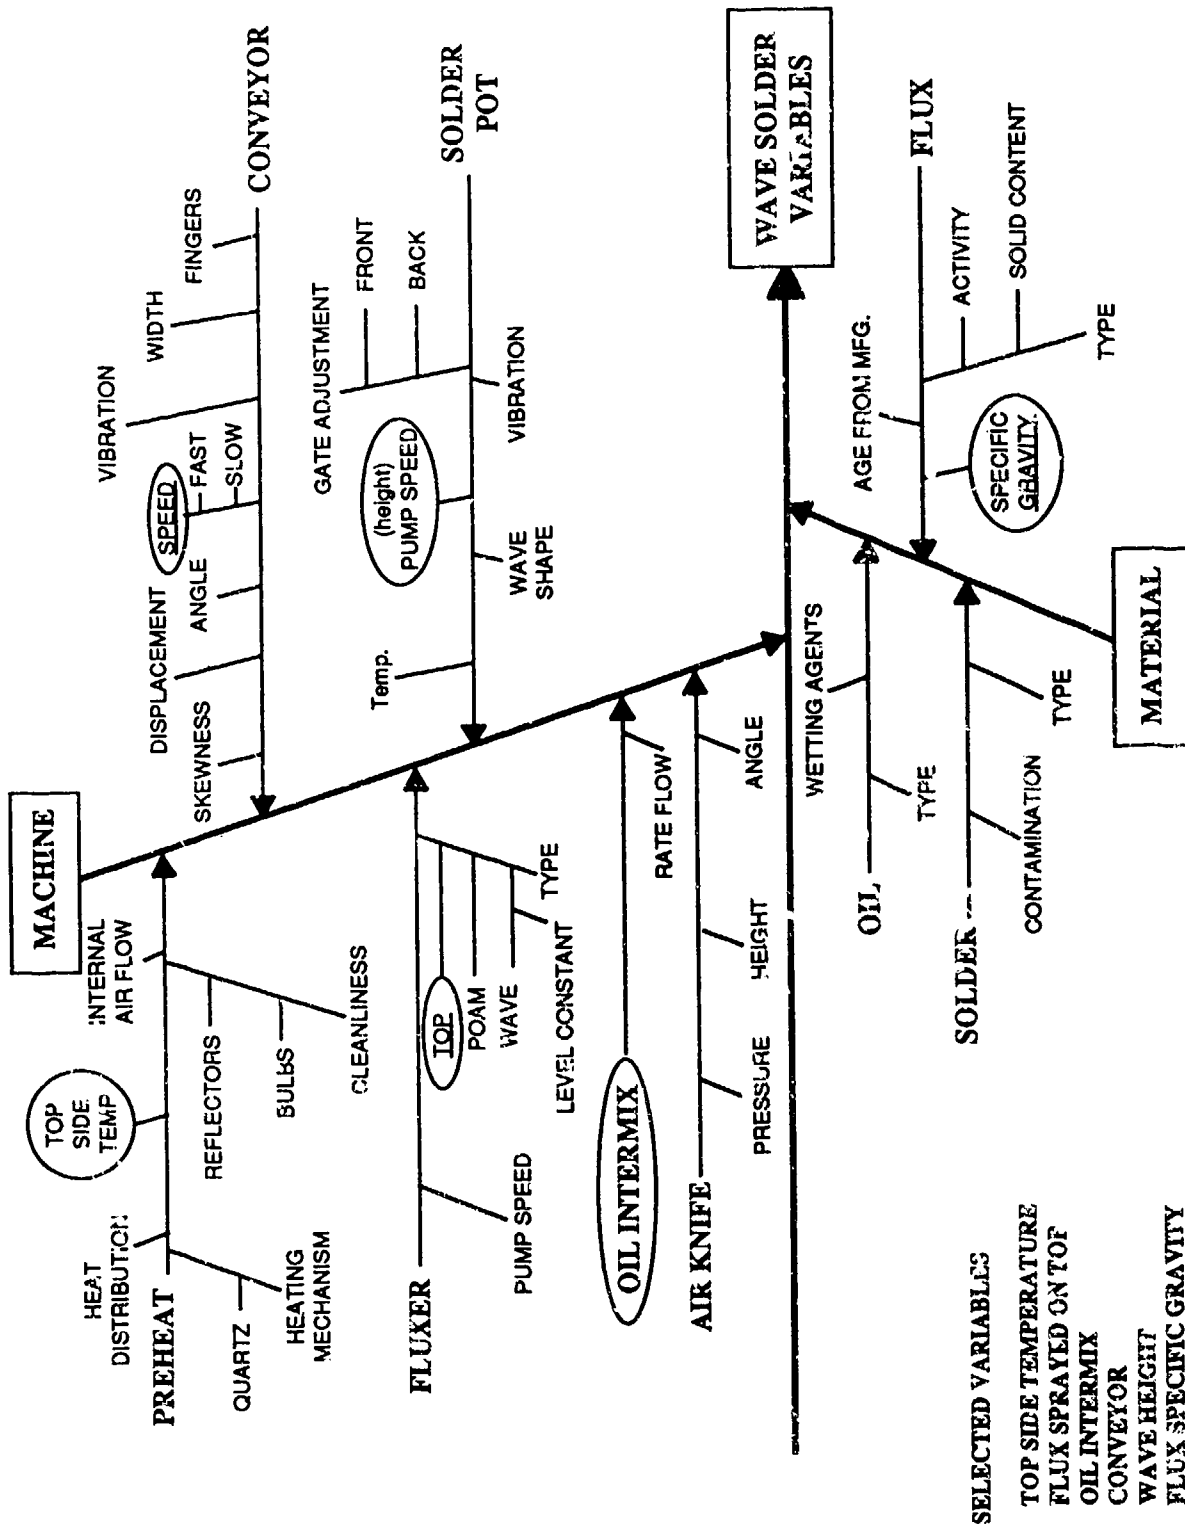 MACHINE
HEAT
DISTRIBUTION
TOP
SIDE
TEMP
INTERNAL
AIR FLOW
PREHEAT
QUARTZ
HEATING
MECHANISM
REFLECTORS
BULBS
CLEANLINESS
SKEWNESS
DISPLACEMENT
ANGLE
SPEED
FAST
SLOW
VIBRATION
WIDTH
FINGERS
CONVEYOR
FLUXER
PUMP SPEED
TOP
POAM
WAVE
LEVEL CONSTANT
TYPE
Temp.
(height)
PUMP SPEED
GATE ADJUSTMENT
FRONT
BACK
WAVE
SHAPE
VIBRATION
SOLDER
POT
OIL INTERMIX
RATE FLOW
AIR KNIFE
PRESSURE
HEIGHT
ANGLE
WAVE SOLDER
VARIABLES
WETTING AGENTS
OIL
TYPE
AGE FROM MFG.
FLUX
SPECIFIC
GRAVITY
ACTIVITY
SOLID CONTENT
TYPE
SOLDER
CONTAMINATION
TYPE
MATERIAL
SELECTED VARIABLES
TOP SIDE TEMPERATURE
FLUX SPRAYED ON TOP
OIL INTERMIX
CONVEYOR
WAVE HEIGHT
FLUX SPECIFIC GRAVITY